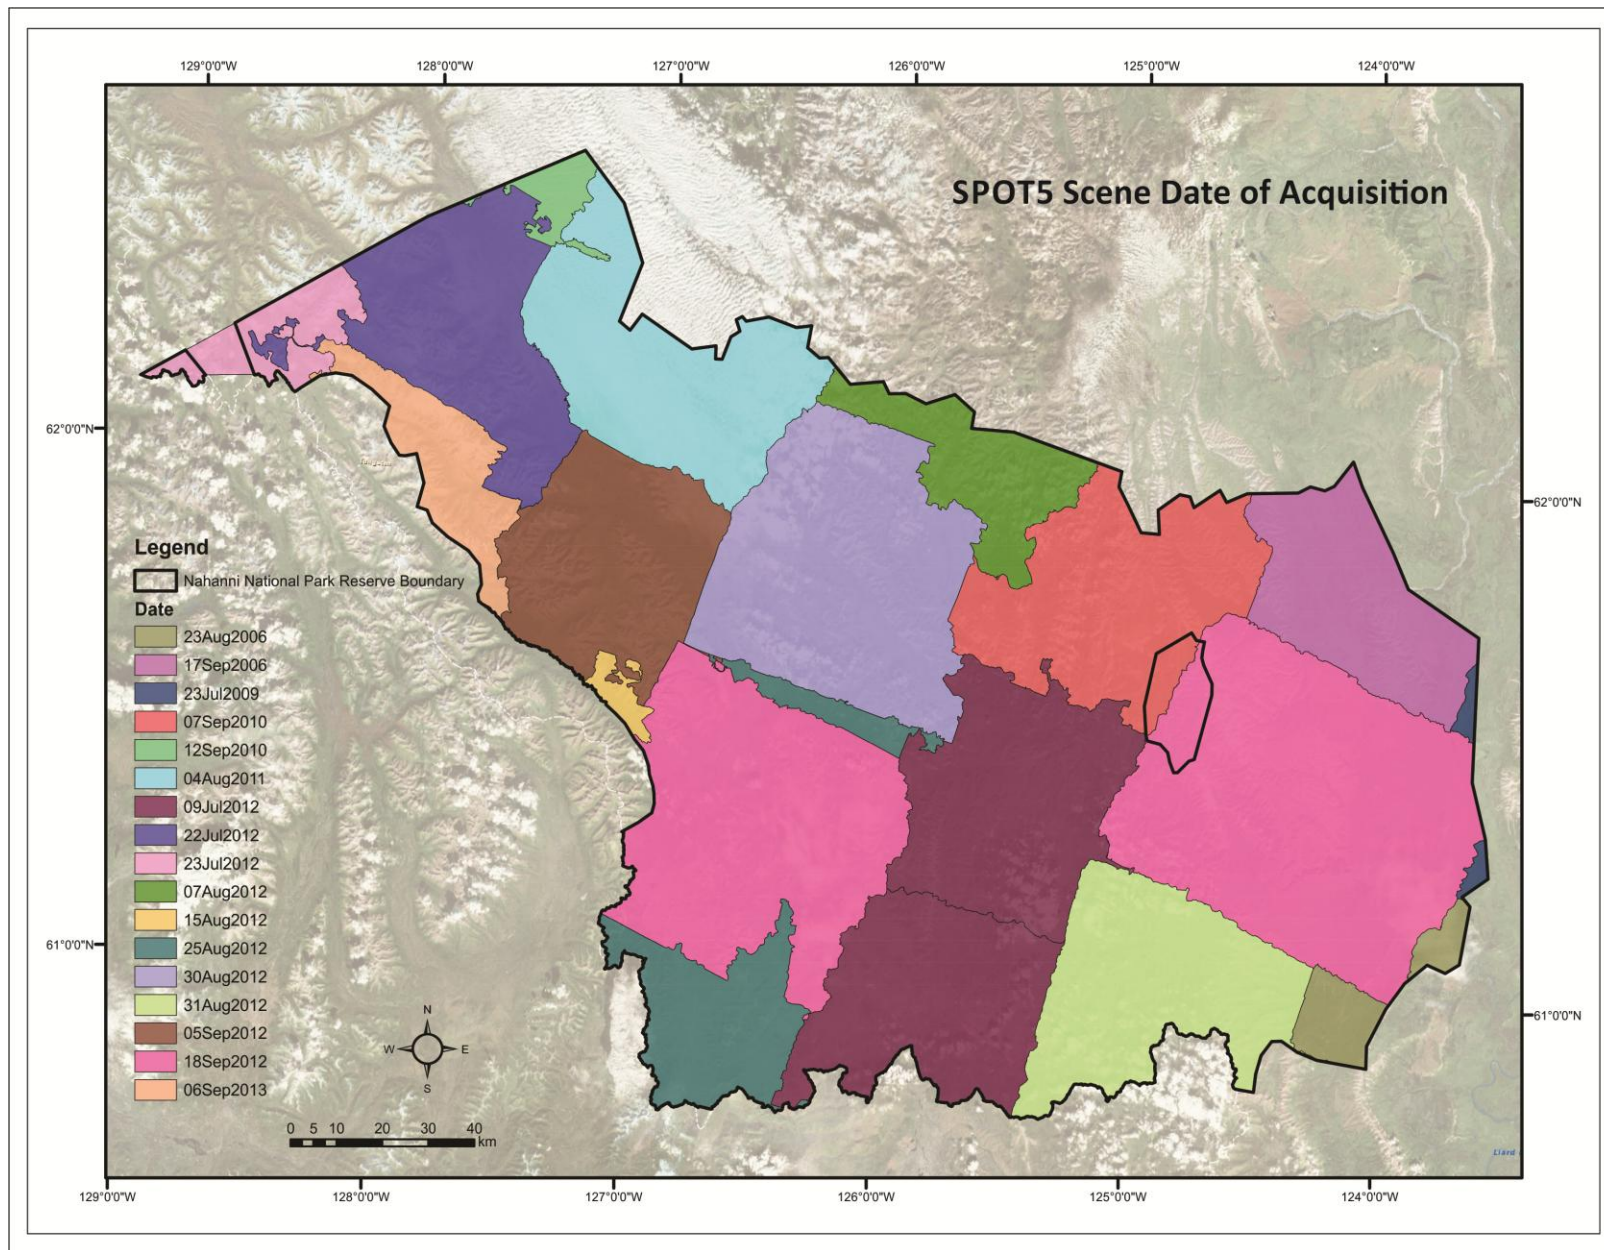 129°0'0"W 128°0'0"W 127°0'0"W 126°0'0"W 125°0'0"W 124°0'0"W
SPOT5 Scene Date of Acquisition
62°0'0"N
62°0'0"N
Legend
Nahanni National Park Reserve Boundary
Date
23Aug2006
17Sep2006
23Jul2009
07Sep2010
12Sep2010
04Aug2011
09Jul2012
22Jul2012
23Jul2012
07Aug2012
15Aug2012
25Aug2012
30Aug2012
31Aug2012
05Sep2012
18Sep2012
06Sep2013
61°0'0"N
61°0'0"N
N
W E
S
0 5 10 20 30 40
km
Liard
129°0'0"W 128°0'0"W 127°0'0"W 126°0'0"W 125°0'0"W 124°0'0"W